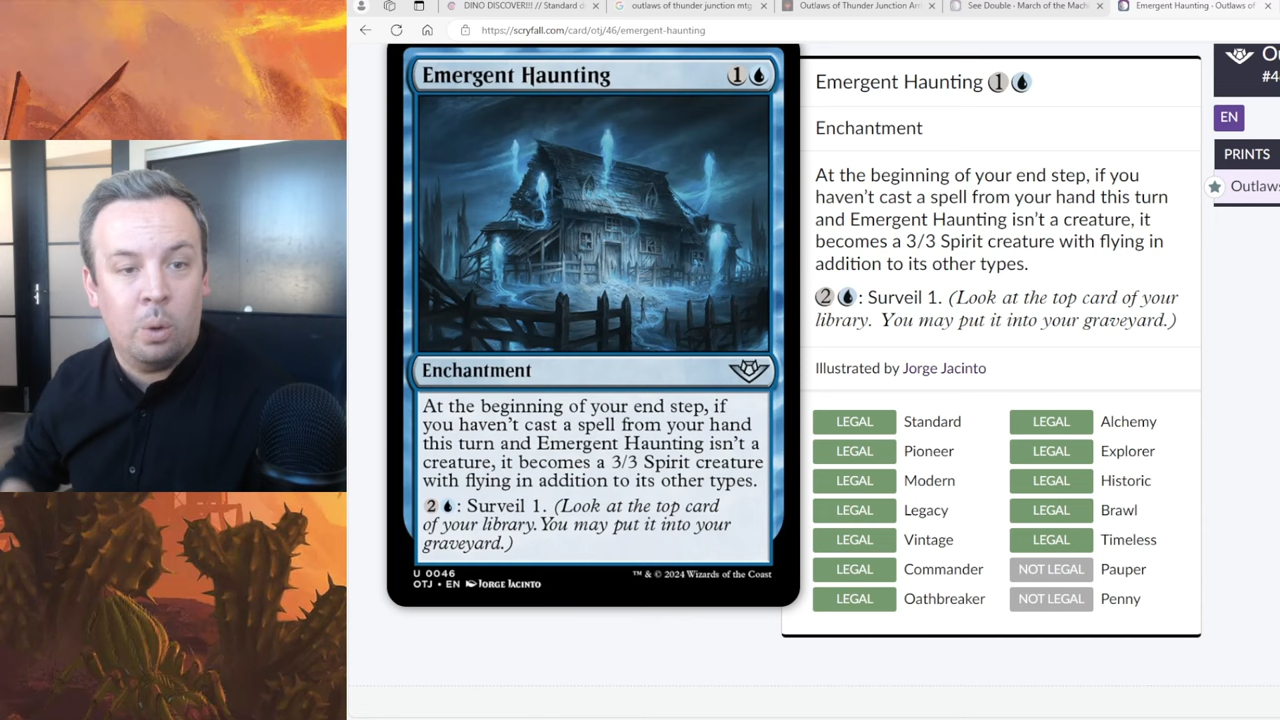 DINO DISCOVER!!! // Standard d
outlaws of thunder junction mtg
Outlaws of Thunder Junction Arr
See Double - March of the Mach
Emergent Haunting - Outlaws of
https://scryfall.com/card/otj/46/emergent-haunting
Emergent Haunting 1
Enchantment
At the beginning of your end step, if
you haven't cast a spell from your hand
this turn and Emergent Haunting isn't a
creature, it becomes a 3/3 Spirit creature
with flying in addition to its other types.
2: Surveil 1. (Look at the top card
of your library. You may put it into your
graveyard.)
U 0046
OTJ • EN Jorge Jacinto
™ & © 2024 Wizards of the Coast
Emergent Haunting 1
Enchantment
At the beginning of your end step, if you
haven't cast a spell from your hand this turn
and Emergent Haunting isn't a creature, it
becomes a 3/3 Spirit creature with flying in
addition to its other types.
2: Surveil 1. (Look at the top card of your
library. You may put it into your graveyard.)
Illustrated by Jorge Jacinto
LEGAL Standard LEGAL Alchemy
LEGAL Pioneer LEGAL Explorer
LEGAL Modern LEGAL Historic
LEGAL Legacy LEGAL Brawl
LEGAL Vintage LEGAL Timeless
LEGAL Commander NOT LEGAL Pauper
LEGAL Oathbreaker NOT LEGAL Penny
Ou
#4
EN
PRINTS
Outlaws